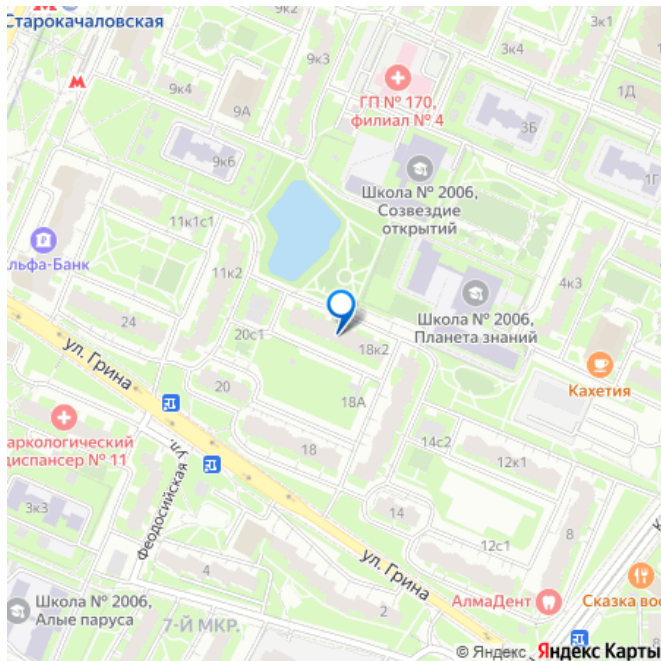 Старокачаловская
9к2
3к1
9к3
3к4
9к4
1Д
9А
ГП № 170,
филиал № 4
3Б
9к6
1Г
Школа № 2006,
Созвездие
открытий
11к1с1
льфа-Банк
11к2
4к3
Школа № 2006,
Планета знаний
24
20с1
18к2
ул. Грина
Кахетия
20
18А
аркологический
диспансер № 11
18
14с2
12к1
Феодосийская ул.
3к3
14
8
12с1
ул. Грина
4
Школа № 2006,
Алые паруса
2
АлмаДент
Сказка вос
7-Й МКР.
© Яндекс Яндекс Карты